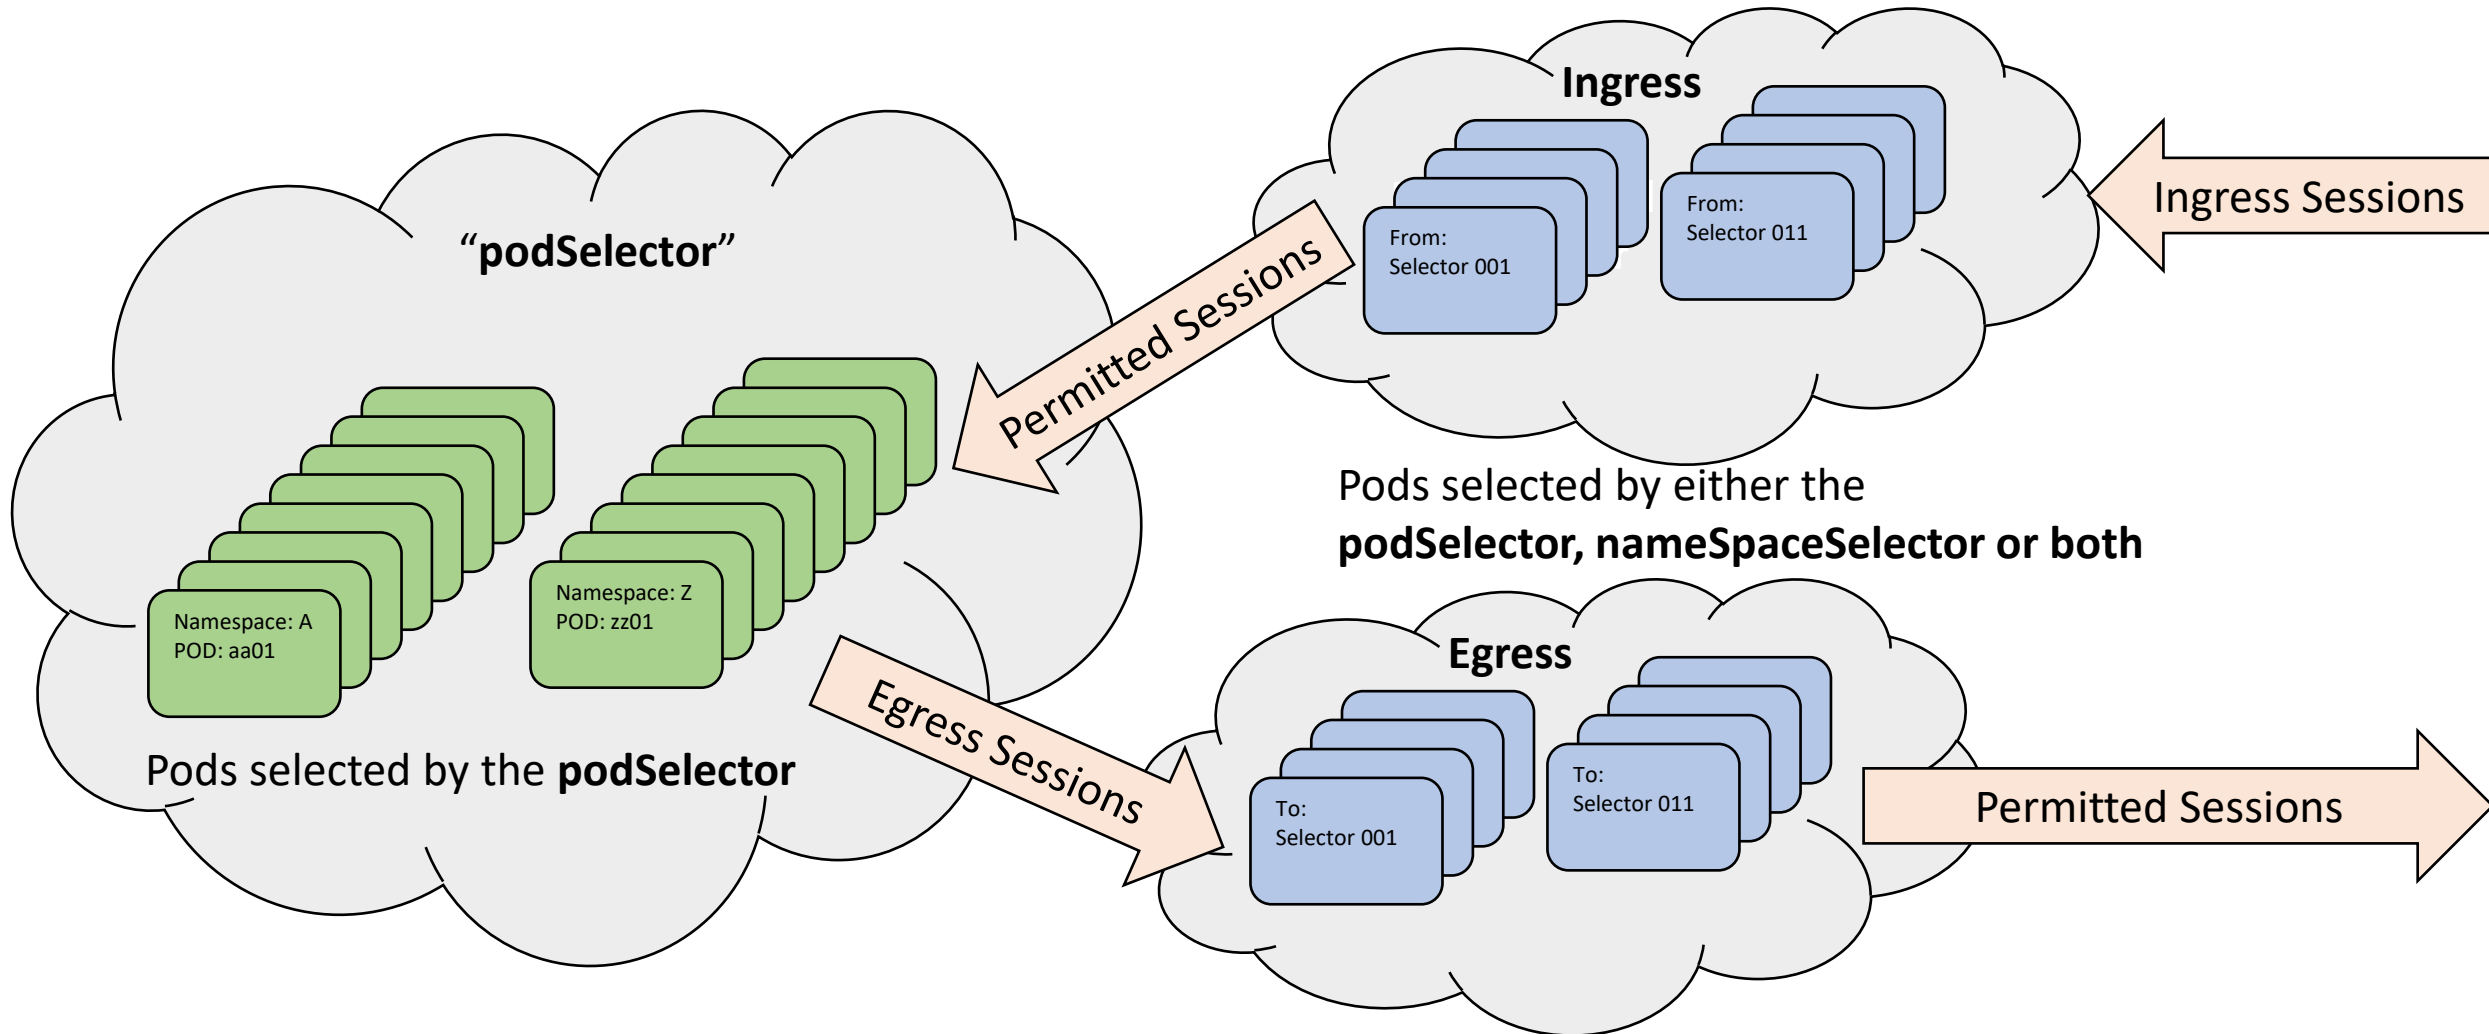 “podSelector”
Namespace: A
POD: aa01
Namespace: Z
POD: zz01
Pods selected by the podSelector
Permitted Sessions
Egress Sessions
Ingress
From:
Selector 001
From:
Selector 011
Ingress Sessions
Pods selected by either the
podSelector, nameSpaceSelector or both
Egress
To:
Selector 001
To:
Selector 011
Permitted Sessions